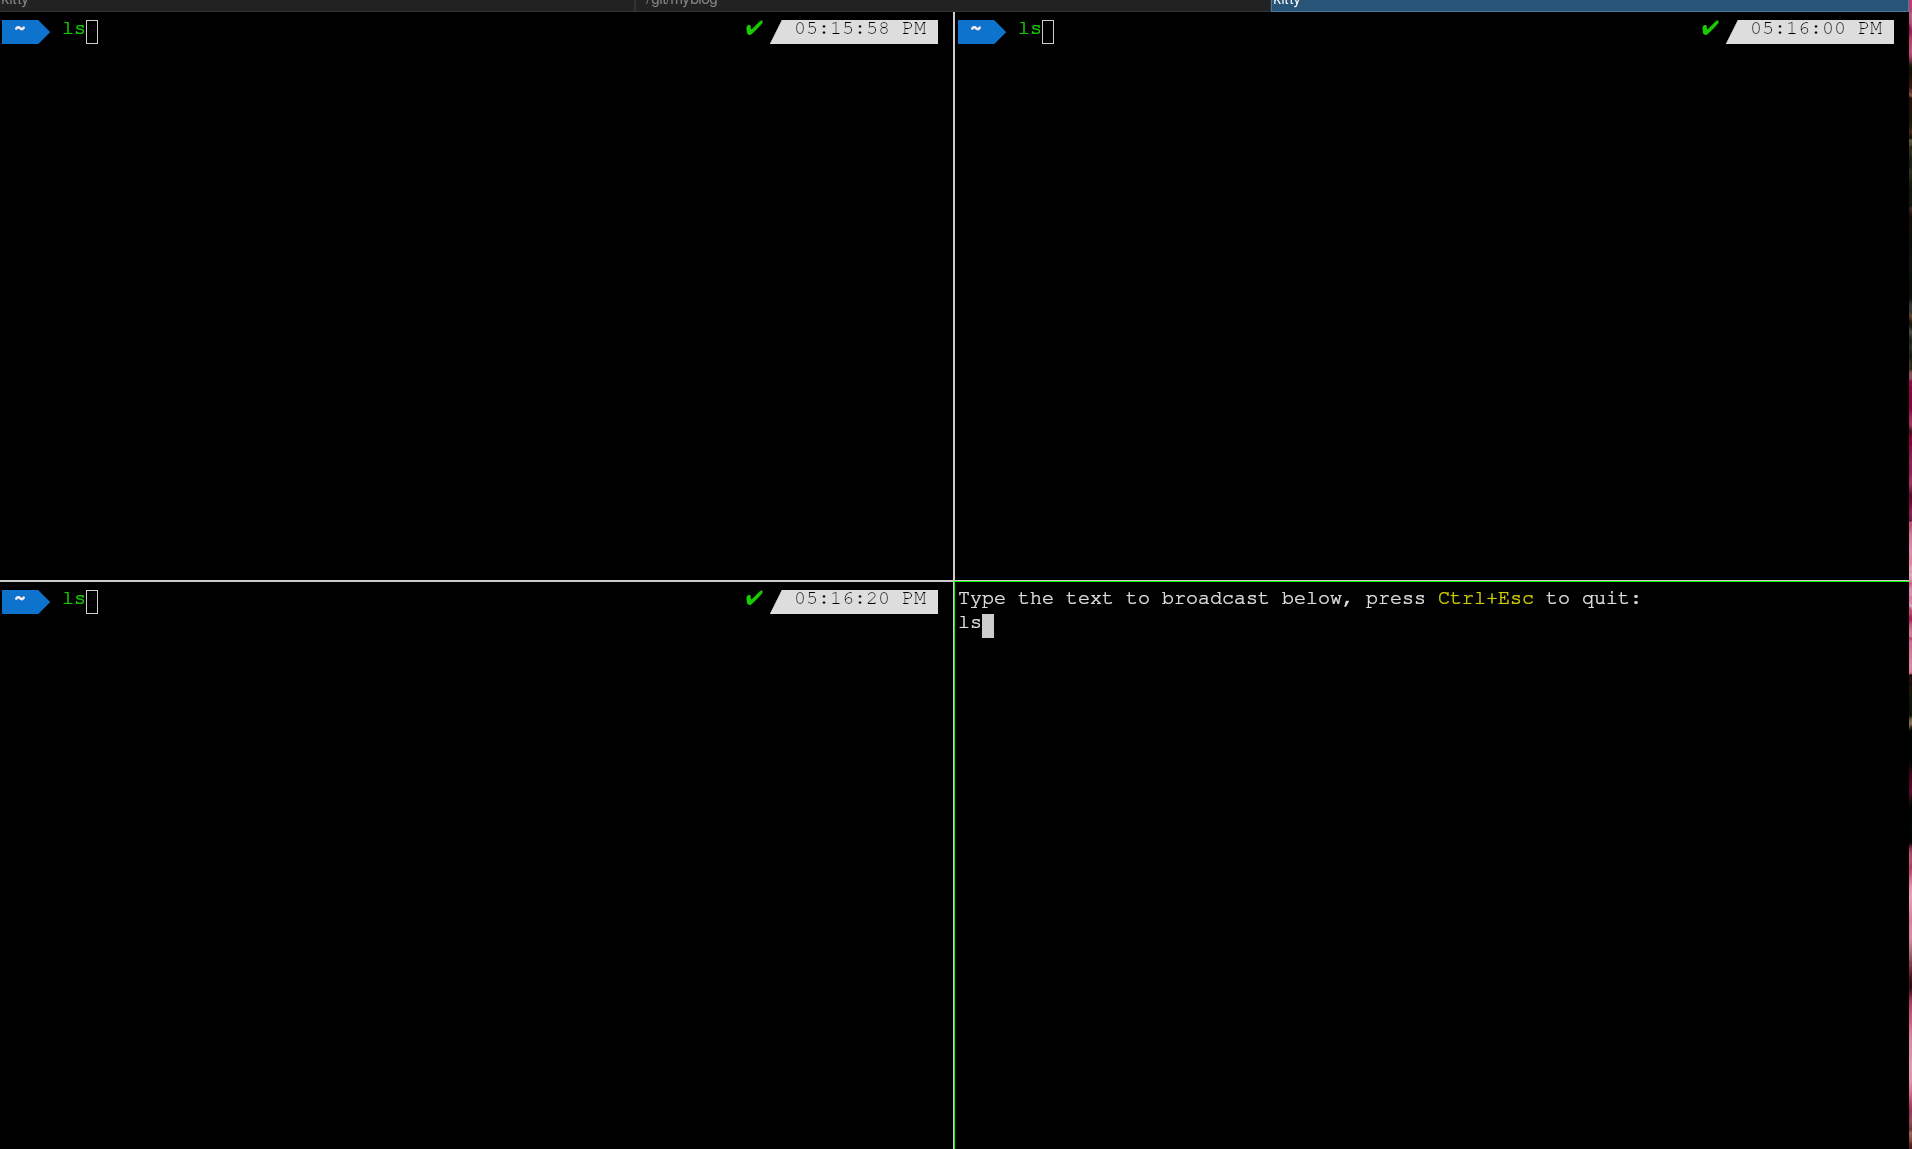 kitty
~/git/myblog
kitty
~ ls ✔ 05:15:58 PM
~ ls ✔ 05:16:00 PM
~ ls ✔ 05:16:20 PM
Type the text to broadcast below, press Ctrl+Esc to quit:
ls